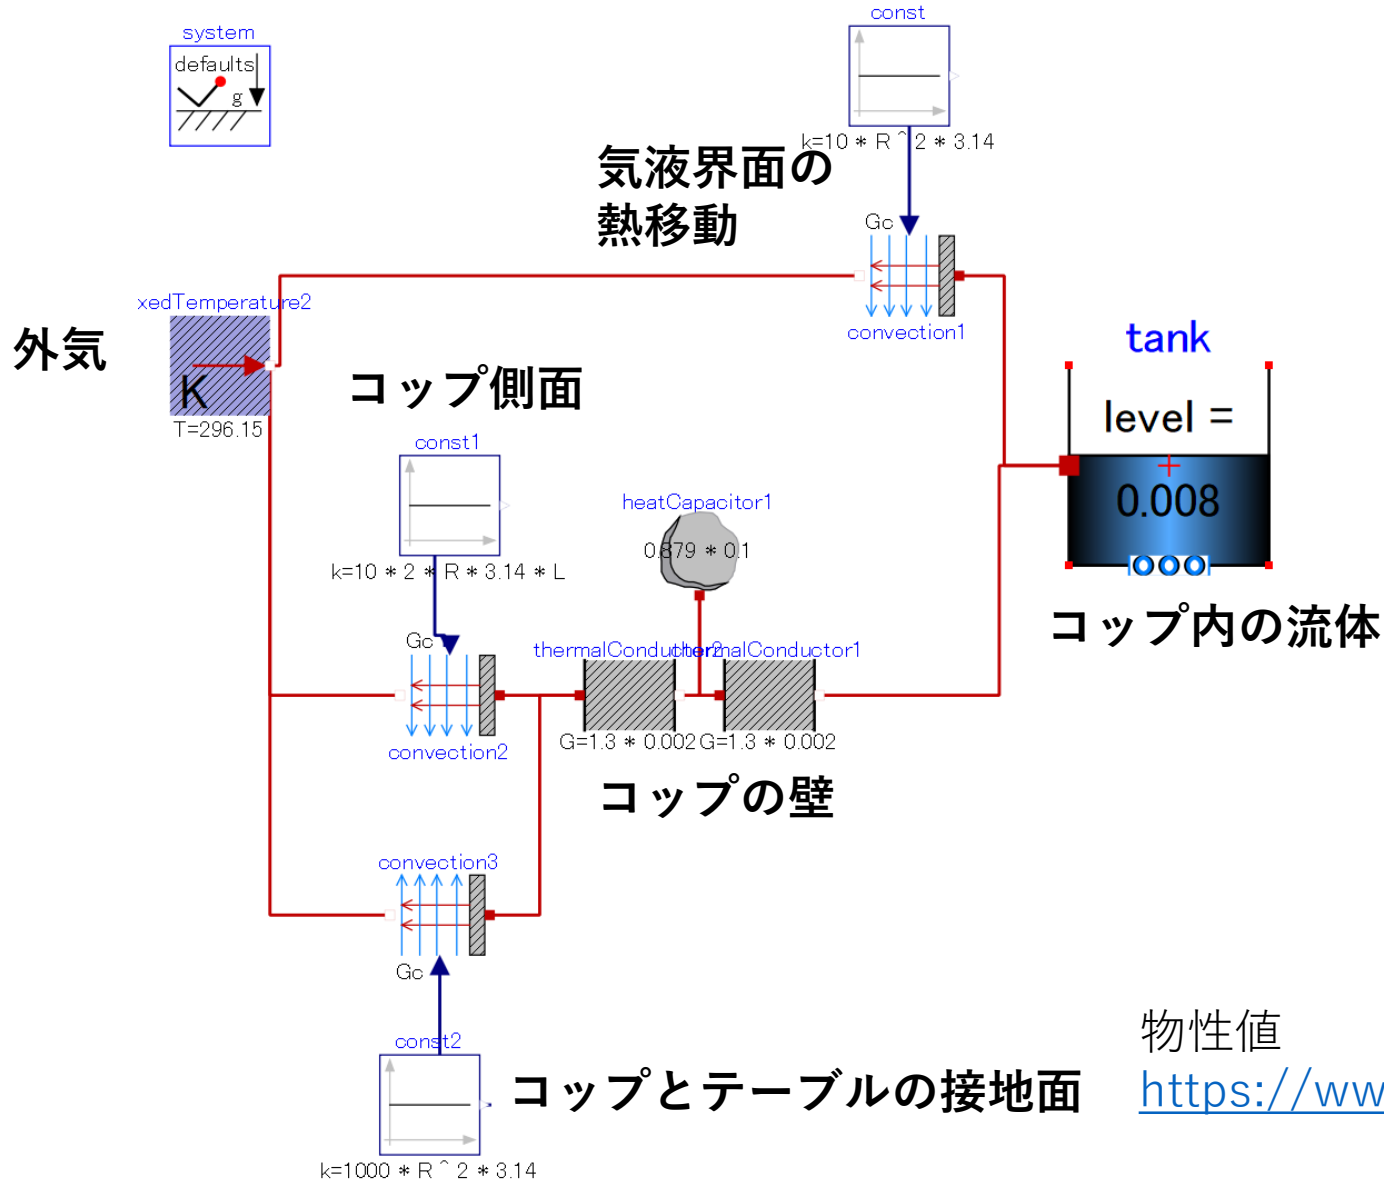 system
defaults
g
const
k=10 * R ^ 2 * 3.14
気液界面の
熱移動
Gc
convection1
xedTemperature2
外気
K
T=296.15
tank
level =
0.008
コップ内の流体
コップ側面
const1
k=10 * 2 * R * 3.14 * L
Gc
convection2
heatCapacitor1
0.879 * 0.1
thermalConductor2
thermalConductor1
G=1.3 * 0.002
G=1.3 * 0.002
コップの壁
convection3
Gc
const2
コップとテーブルの接地面
k=1000 * R ^ 2 * 3.14
物性値
https://ww